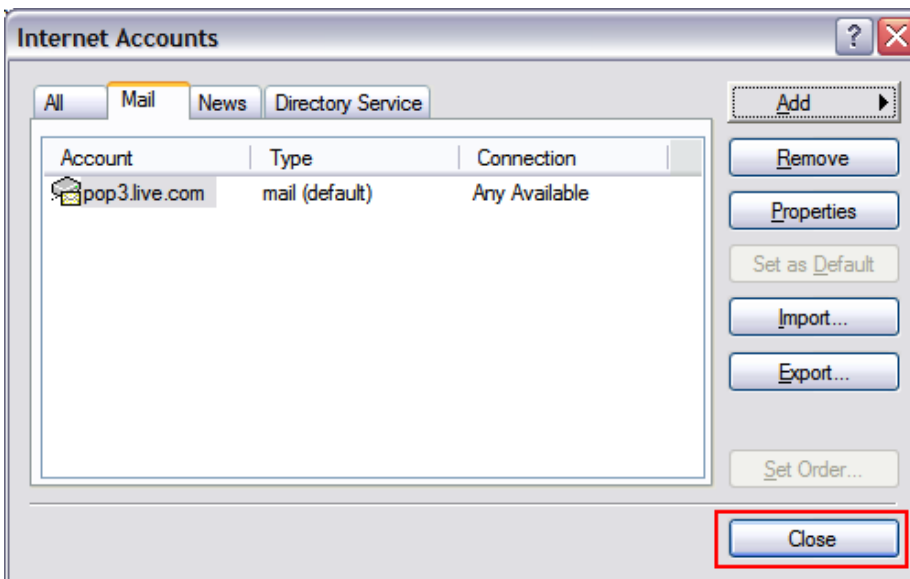 Internet Accounts
?
All Mail News Directory Service
Add
Account Type Connection
Remove
pop3.live.com mail (default) Any Available
Properties
Set as Default
Import...
Export...
Set Order...
Close